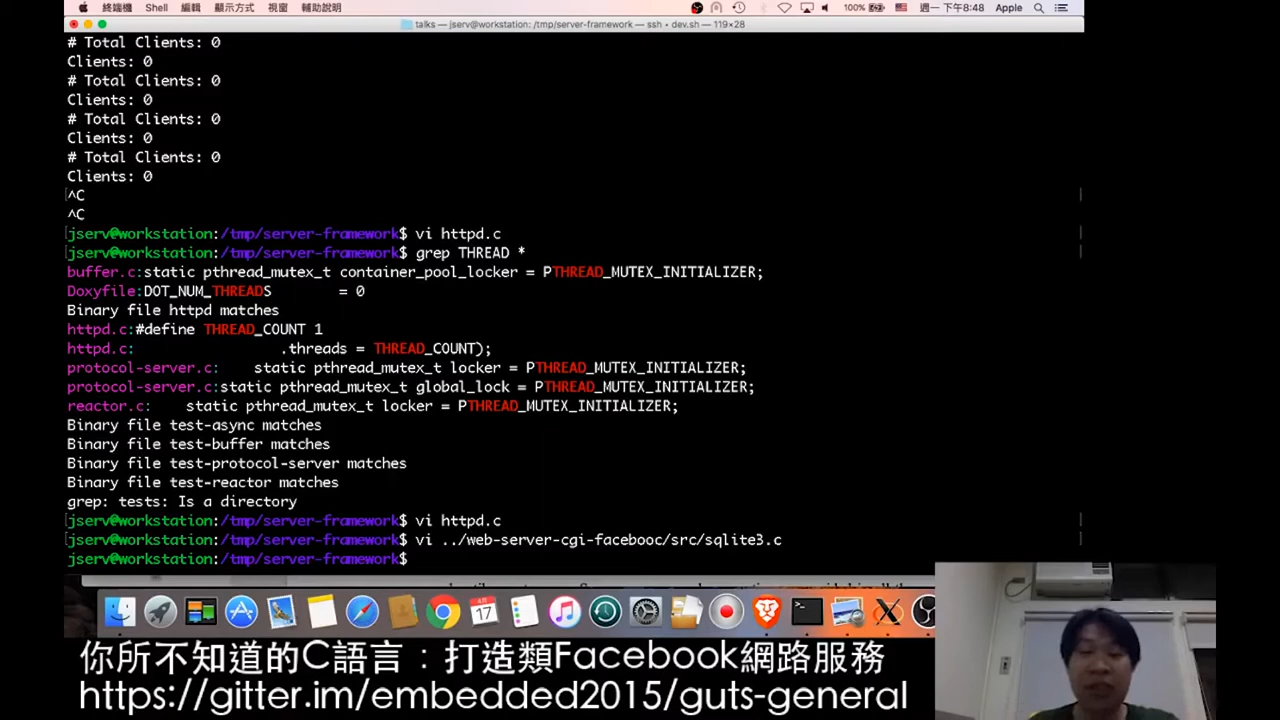 終端機 Shell 編輯 顯示方式 視窗 輔助說明 100% 週一 下午8:48 Apple
talks — jserv@workstation: /tmp/server-framework — ssh • dev.sh — 119×28
# Total Clients: 0
Clients: 0
# Total Clients: 0
Clients: 0
# Total Clients: 0
Clients: 0
# Total Clients: 0
Clients: 0
^C
^C
jserv@workstation:/tmp/server-framework$ vi httpd.c
jserv@workstation:/tmp/server-framework$ grep THREAD *
buffer.c:static pthread_mutex_t container_pool_locker = PTHREAD_MUTEX_INITIALIZER;
Doxyfile:DOT_NUM_THREADS        = 0
Binary file httpd matches
httpd.c:#define THREAD_COUNT 1
httpd.c:                 .threads = THREAD_COUNT);
protocol-server.c:    static pthread_mutex_t locker = PTHREAD_MUTEX_INITIALIZER;
protocol-server.c:static pthread_mutex_t global_lock = PTHREAD_MUTEX_INITIALIZER;
reactor.c:    static pthread_mutex_t locker = PTHREAD_MUTEX_INITIALIZER;
Binary file test-async matches
Binary file test-buffer matches
Binary file test-protocol-server matches
Binary file test-reactor matches
grep: tests: Is a directory
jserv@workstation:/tmp/server-framework$ vi httpd.c
jserv@workstation:/tmp/server-framework$ vi ../web-server-cgi-facebooc/src/sqlite3.c
jserv@workstation:/tmp/server-framework$
4月
17
你所不知道的C語言：打造類Facebook網路服務
https://gitter.im/embedded2015/guts-general